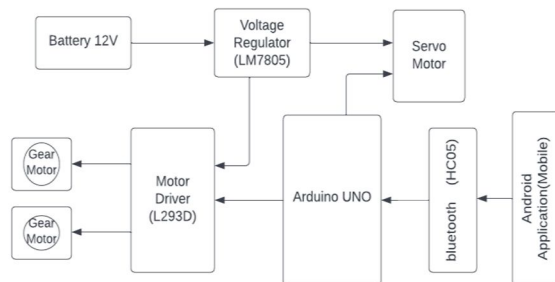 Battery 12V
Voltage
Regulator
(LM7805)
Servo
Motor
Gear
Motor
Gear
Motor
Motor
Driver
(L293D)
Arduino UNO
bluetooth (HC05)
Android
Application(Mobile)